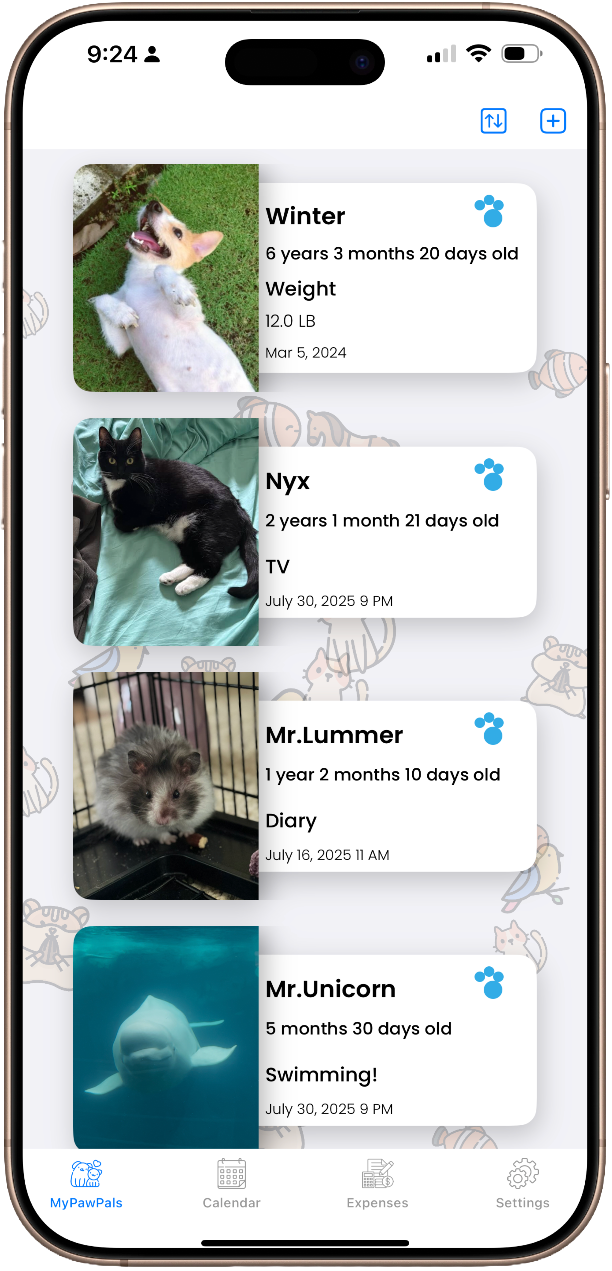 9:24
Winter
6 years 3 months 20 days old
Weight
12.0 LB
Mar 5, 2024
Nyx
2 years 1 month 21 days old
TV
July 30, 2025 9 PM
Mr.Lummer
1 year 2 months 10 days old
Diary
July 16, 2025 11 AM
Mr.Unicorn
5 months 30 days old
Swimming!
July 30, 2025 9 PM
MyPawPals Calendar Expenses Settings